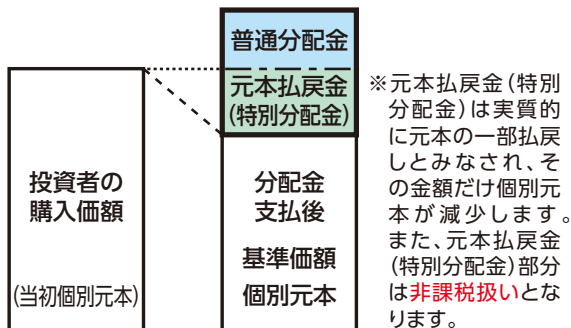 普通分配金
元本払戻金
(特別分配金)
投資者の
購入価額
(当初個別元本)
分配金
支払後
基準価額
個別元本
※元本払戻金(特別
分配金)は実質的
に元本の一部払戻
しとみなされ、そ
の金額だけ個別元
本が減少します。
また、元本払戻金
(特別分配金)部分
は非課税扱いとな
ります。